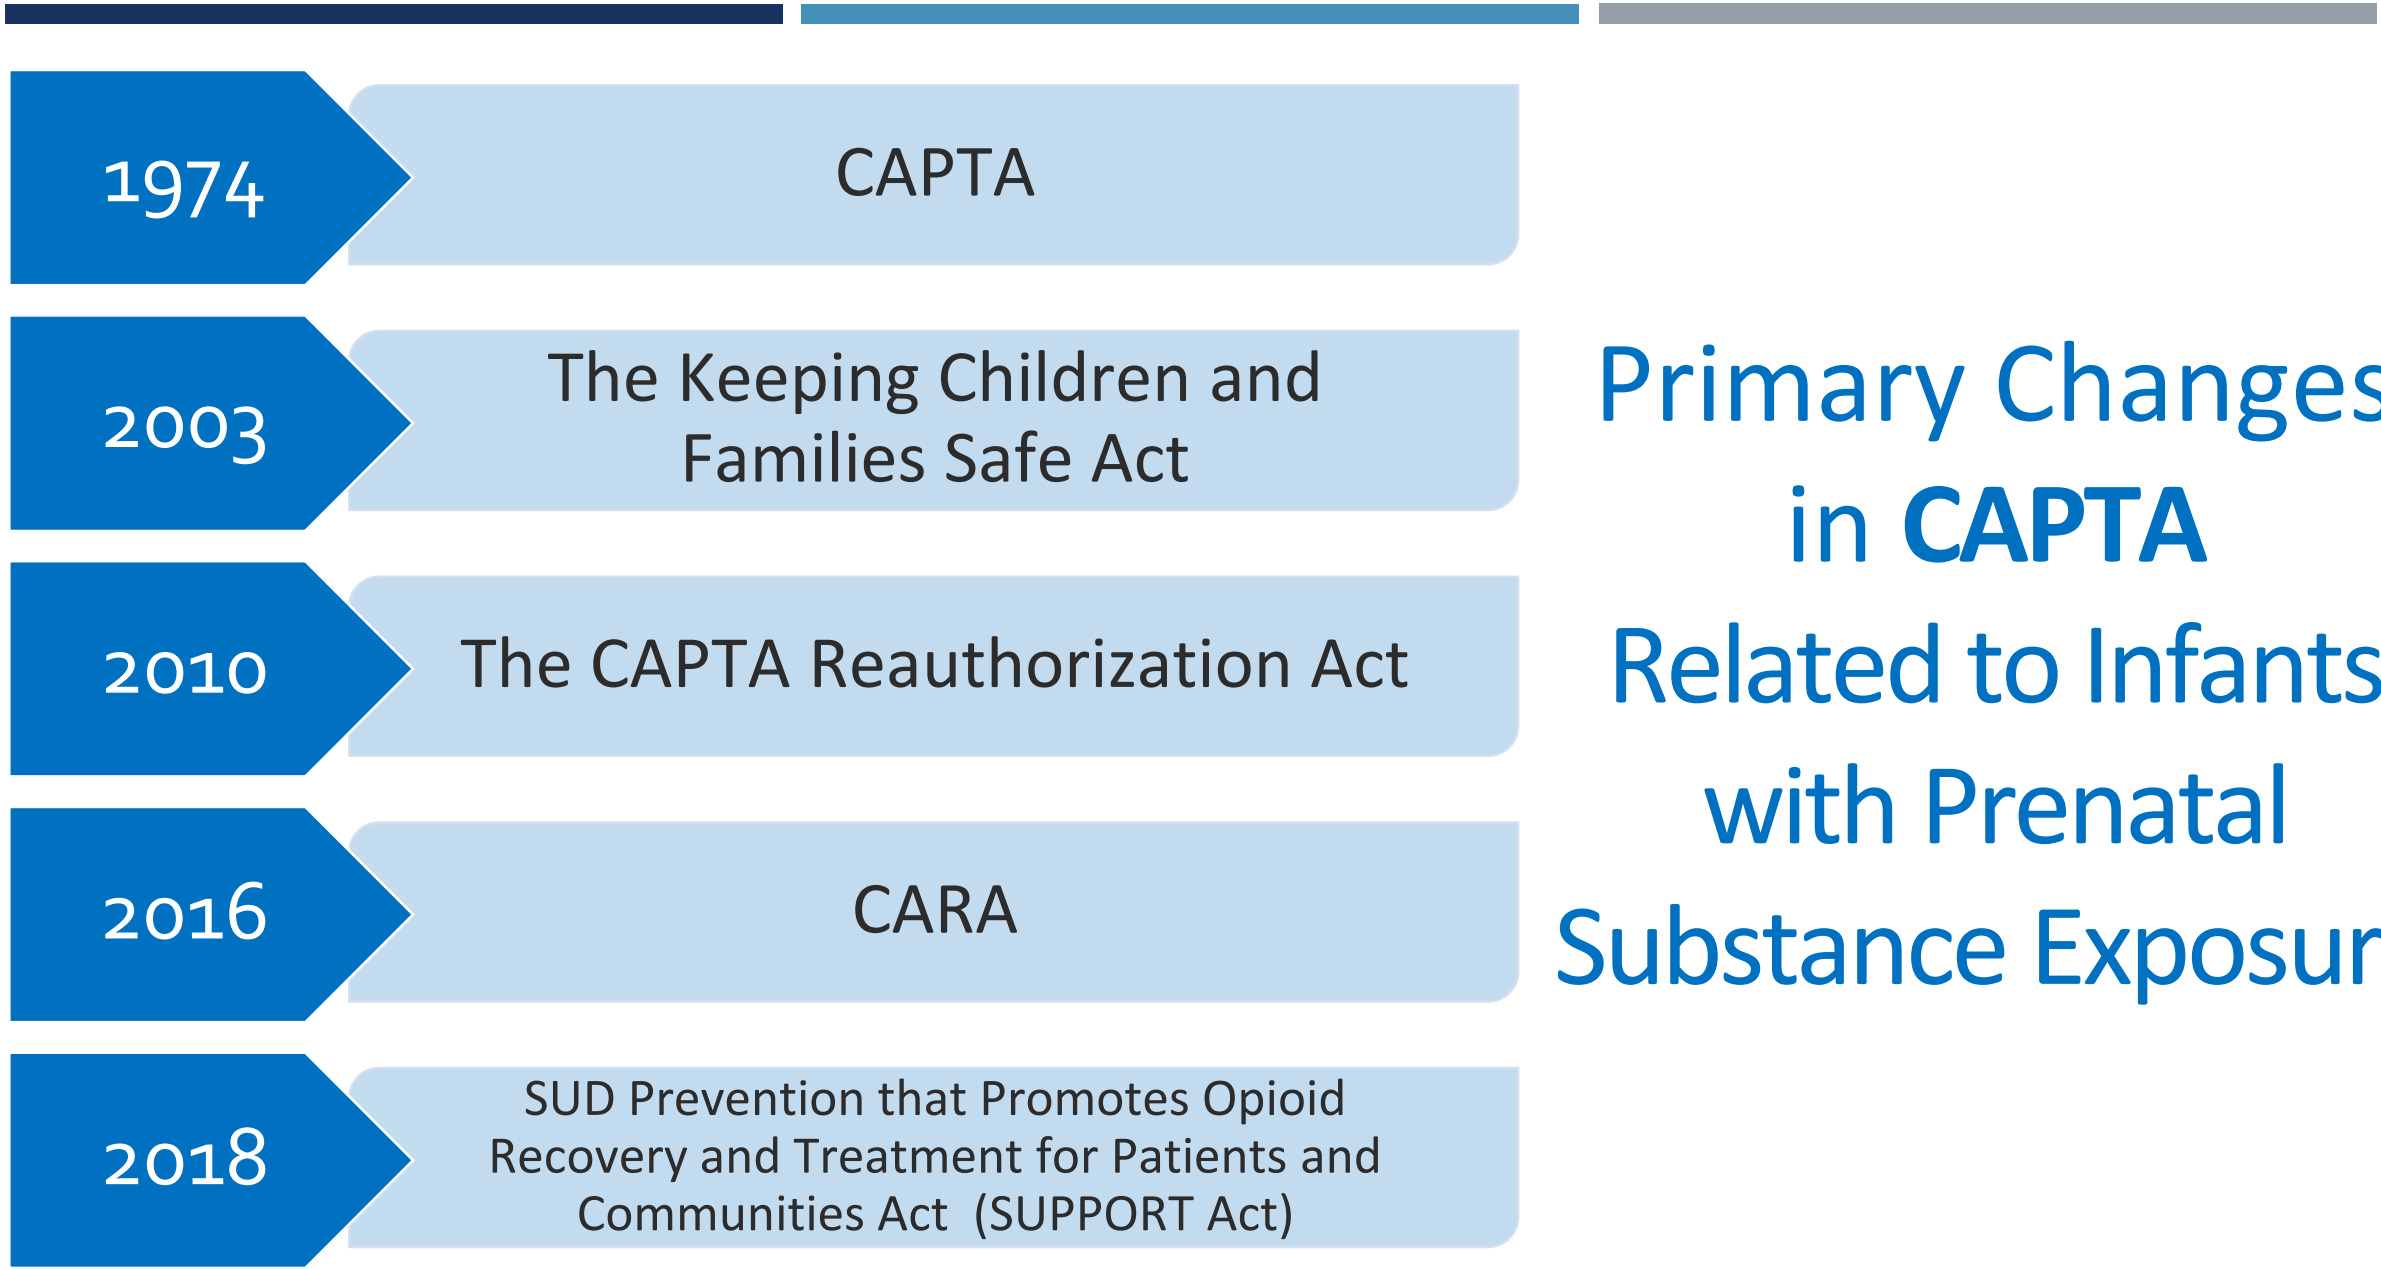 1974
CAPTA
2003
The Keeping Children and
Families Safe Act
2010
The CAPTA Reauthorization Act
2016
CARA
2018
SUD Prevention that Promotes Opioid
Recovery and Treatment for Patients and
Communities Act (SUPPORT Act)
Primary Changes
in CAPTA
Related to Infants
with Prenatal
Substance Exposur